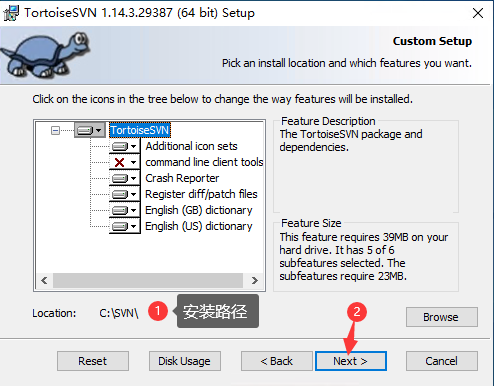 TortoiseSVN 1.14.3.29387 (64 bit) Setup
Custom Setup
Pick an install location and which features you want.
Click on the icons in the tree below to change the way features will be installed.
TortoiseSVN
Additional icon sets
command line client tools
Crash Reporter
Register diff/patch files
English (GB) dictionary
English (US) dictionary
Feature Description
The TortoiseSVN package and
dependencies.
Feature Size
This feature requires 39MB on your
hard drive. It has 5 of 6
subfeatures selected. The
subfeatures require 23MB.
Location: C:\SVN\ 1 安装路径
2
Browse
Reset Disk Usage < Back Next > Cancel